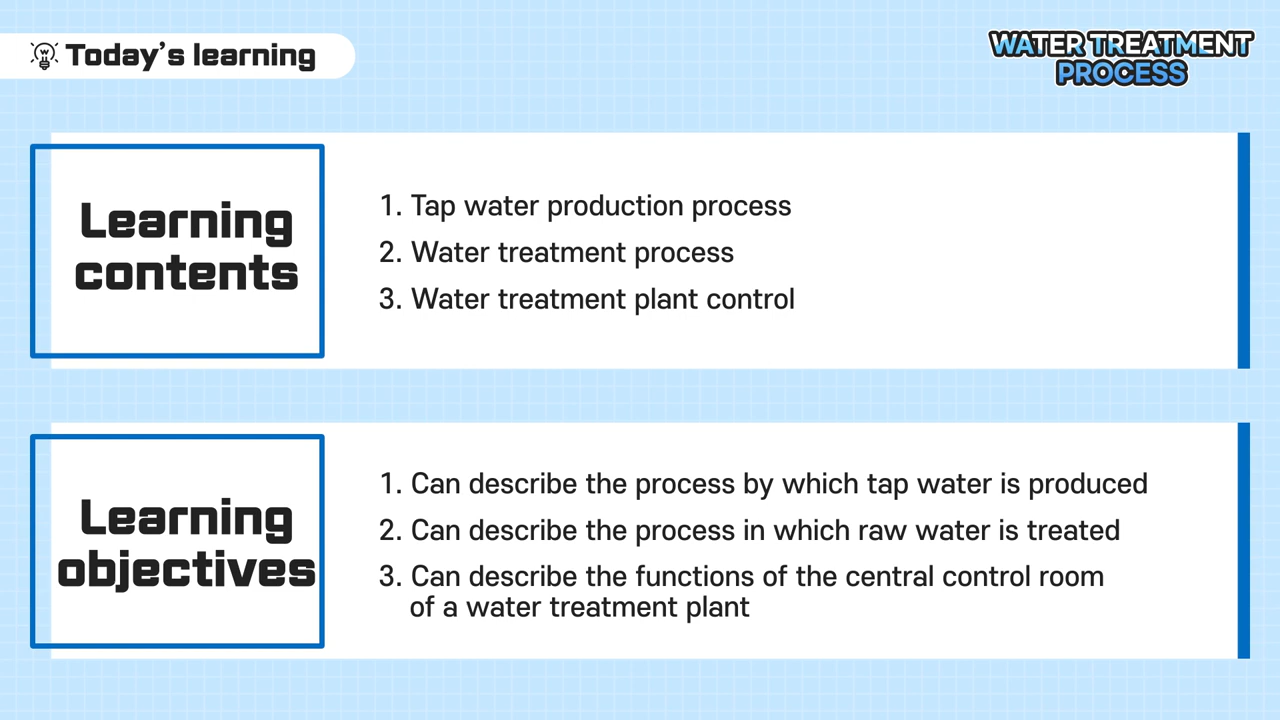 Today's learning
WATER TREATMENT
PROCESS
Learning
contents
1. Tap water production process
2. Water treatment process
3. Water treatment plant control
Learning
objectives
1. Can describe the process by which tap water is produced
2. Can describe the process in which raw water is treated
3. Can describe the functions of the central control room
of a water treatment plant